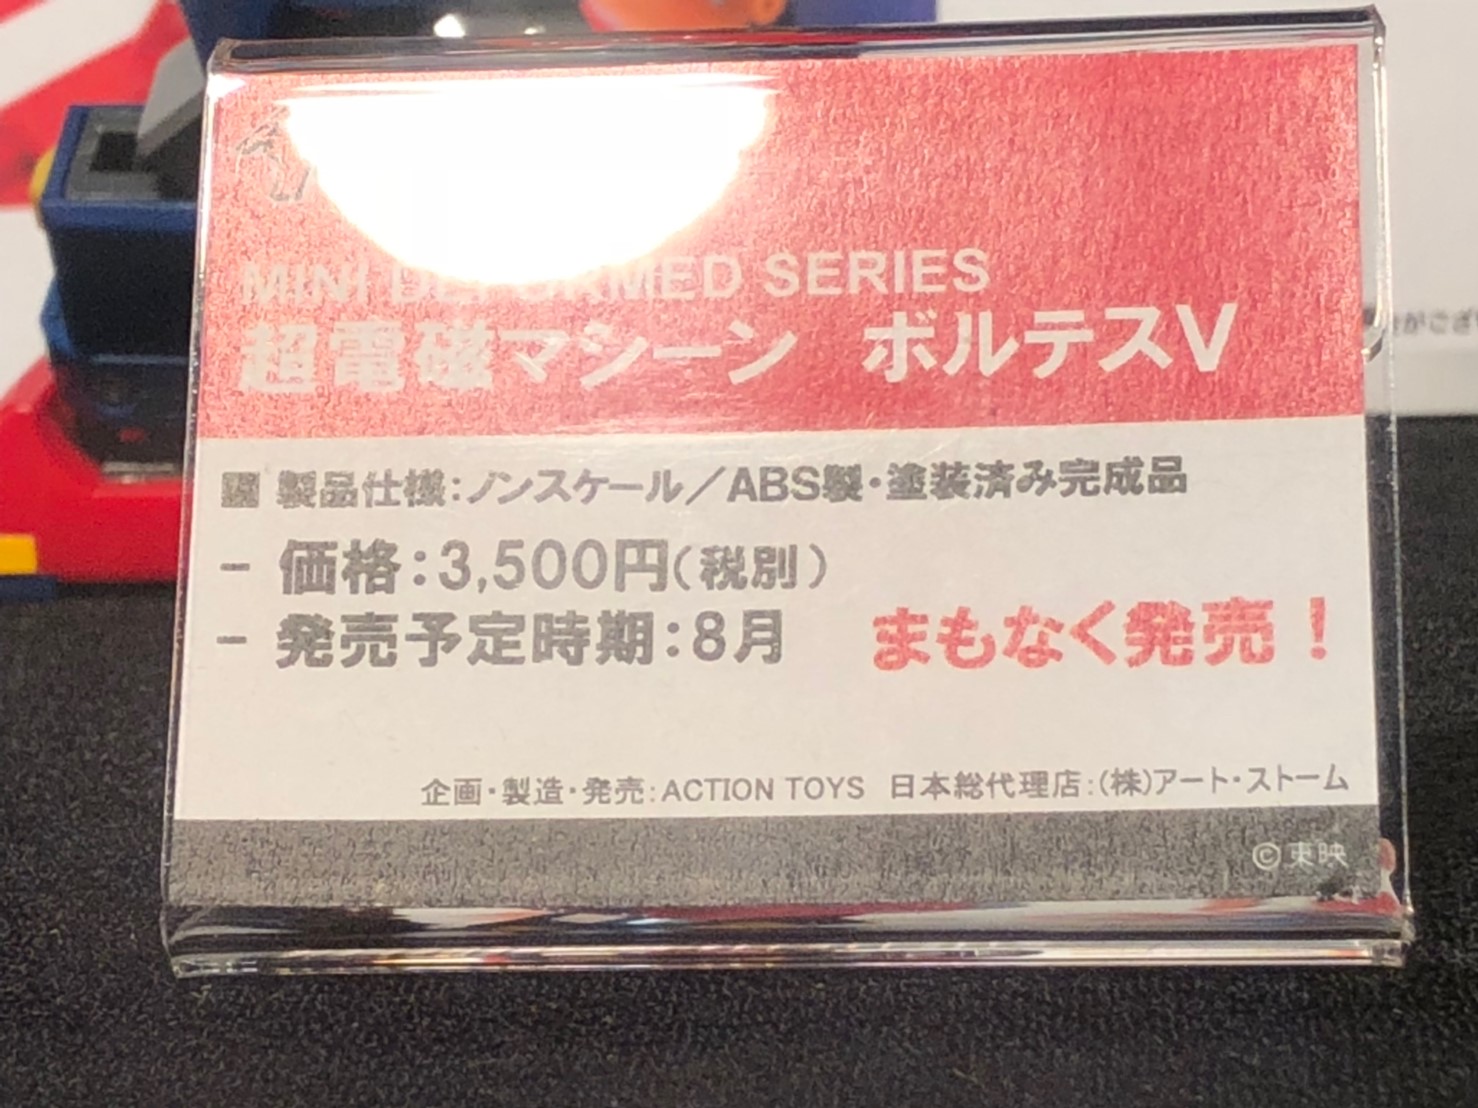 MINI DEFORMED SERIES
超電磁マシーン ボルテスV
■ 製品仕様：ノンスケール／ABS製・塗装済み完成品
- 価格：3,500円（税別）
- 発売予定時期：8月 まもなく発売！
企画・製造・発売：ACTION TOYS 日本総代理店：(株)アート・ストーム
©東映